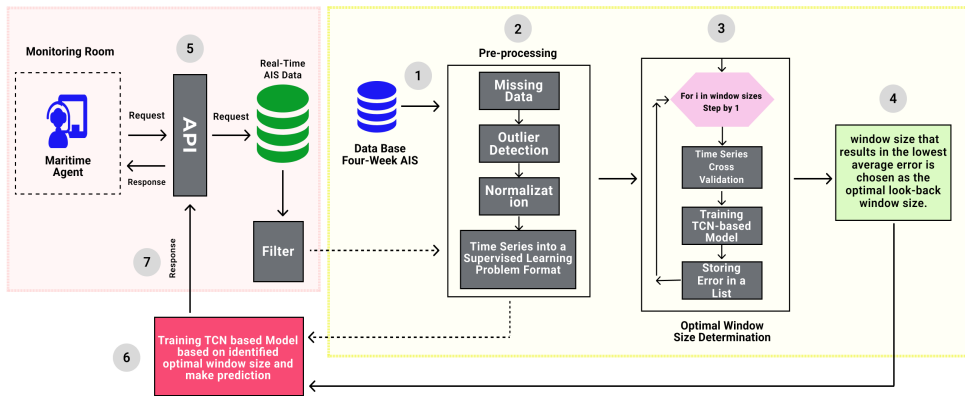 Monitoring Room
Maritime
Agent
Request
Response
5
API
Request
Real-Time
AIS Data
Filter
7
Response
6
Training TCN based Model
based on identified
optimal window size and
make prediction
1
Data Base
Four-Week AIS
2
Pre-processing
Missing
Data
Outlier
Detection
Normalizat
ion
Time Series into a
Supervised Learning
Problem Format
3
For i in window sizes
Step by 1
Time Series
Cross
Validation
Training
TCN-based
Model
Storing
Error in a
List
Optimal Window
Size Determination
4
window size that
results in the lowest
average error is
chosen as the
optimal look-back
window size.